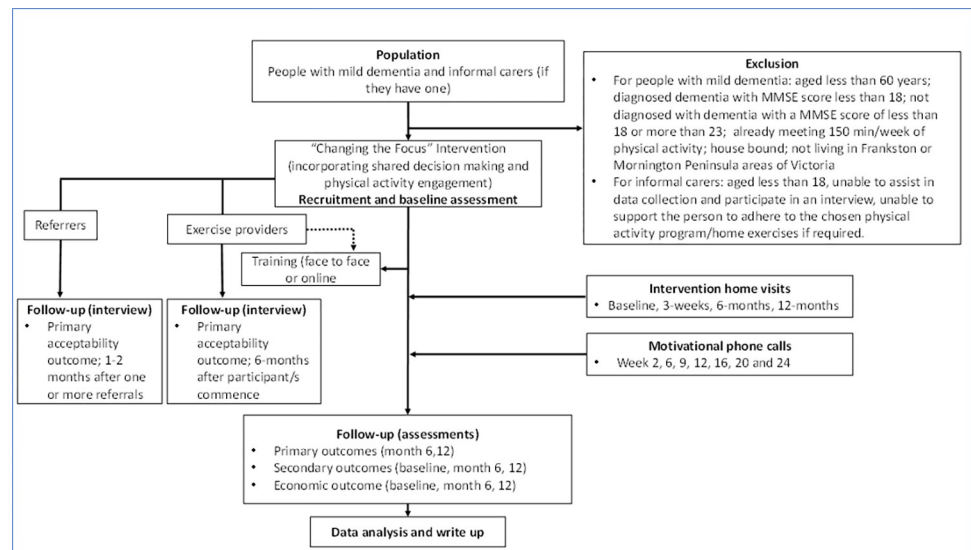 Population
People with mild dementia and informal carers (if
they have one)
Exclusion
• For people with mild dementia: aged less than 60 years;
diagnosed dementia with MMSE score less than 18; not
diagnosed with dementia with a MMSE score of less than
18 or more than 23; already meeting 150 min/week of
physical activity; house bound; not living in Frankston or
Mornington Peninsula areas of Victoria
• For informal carers: aged less than 18, unable to assist in
data collection and participate in an interview, unable to
support the person to adhere to the chosen physical
activity program/home exercises if required.
"Changing the Focus" Intervention
(incorporating shared decision making and
physical activity engagement)
Recruitment and baseline assessment
Referrers
Exercise providers
Training (face to face
or online
Follow-up (interview)
• Primary
acceptability
outcome; 1-2
months after one
or more referrals
Follow-up (interview)
• Primary
acceptability
outcome; 6-months
after participant/s
commence
Intervention home visits
• Baseline, 3-weeks, 6-months, 12-months
Motivational phone calls
• Week 2, 6, 9, 12, 16, 20 and 24
Follow-up (assessments)
• Primary outcomes (month 6,12)
• Secondary outcomes (baseline, month 6, 12)
• Economic outcome (baseline, month 6, 12)
Data analysis and write up